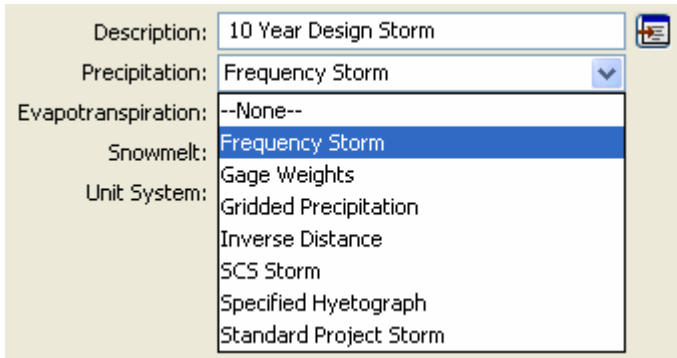 Description: 10 Year Design Storm
Precipitation: Frequency Storm
Evapotranspiration: --None--
Snowmelt: Frequency Storm
Gage Weights
Unit System: Gridded Precipitation
Inverse Distance
SCS Storm
Specified Hyetograph
Standard Project Storm